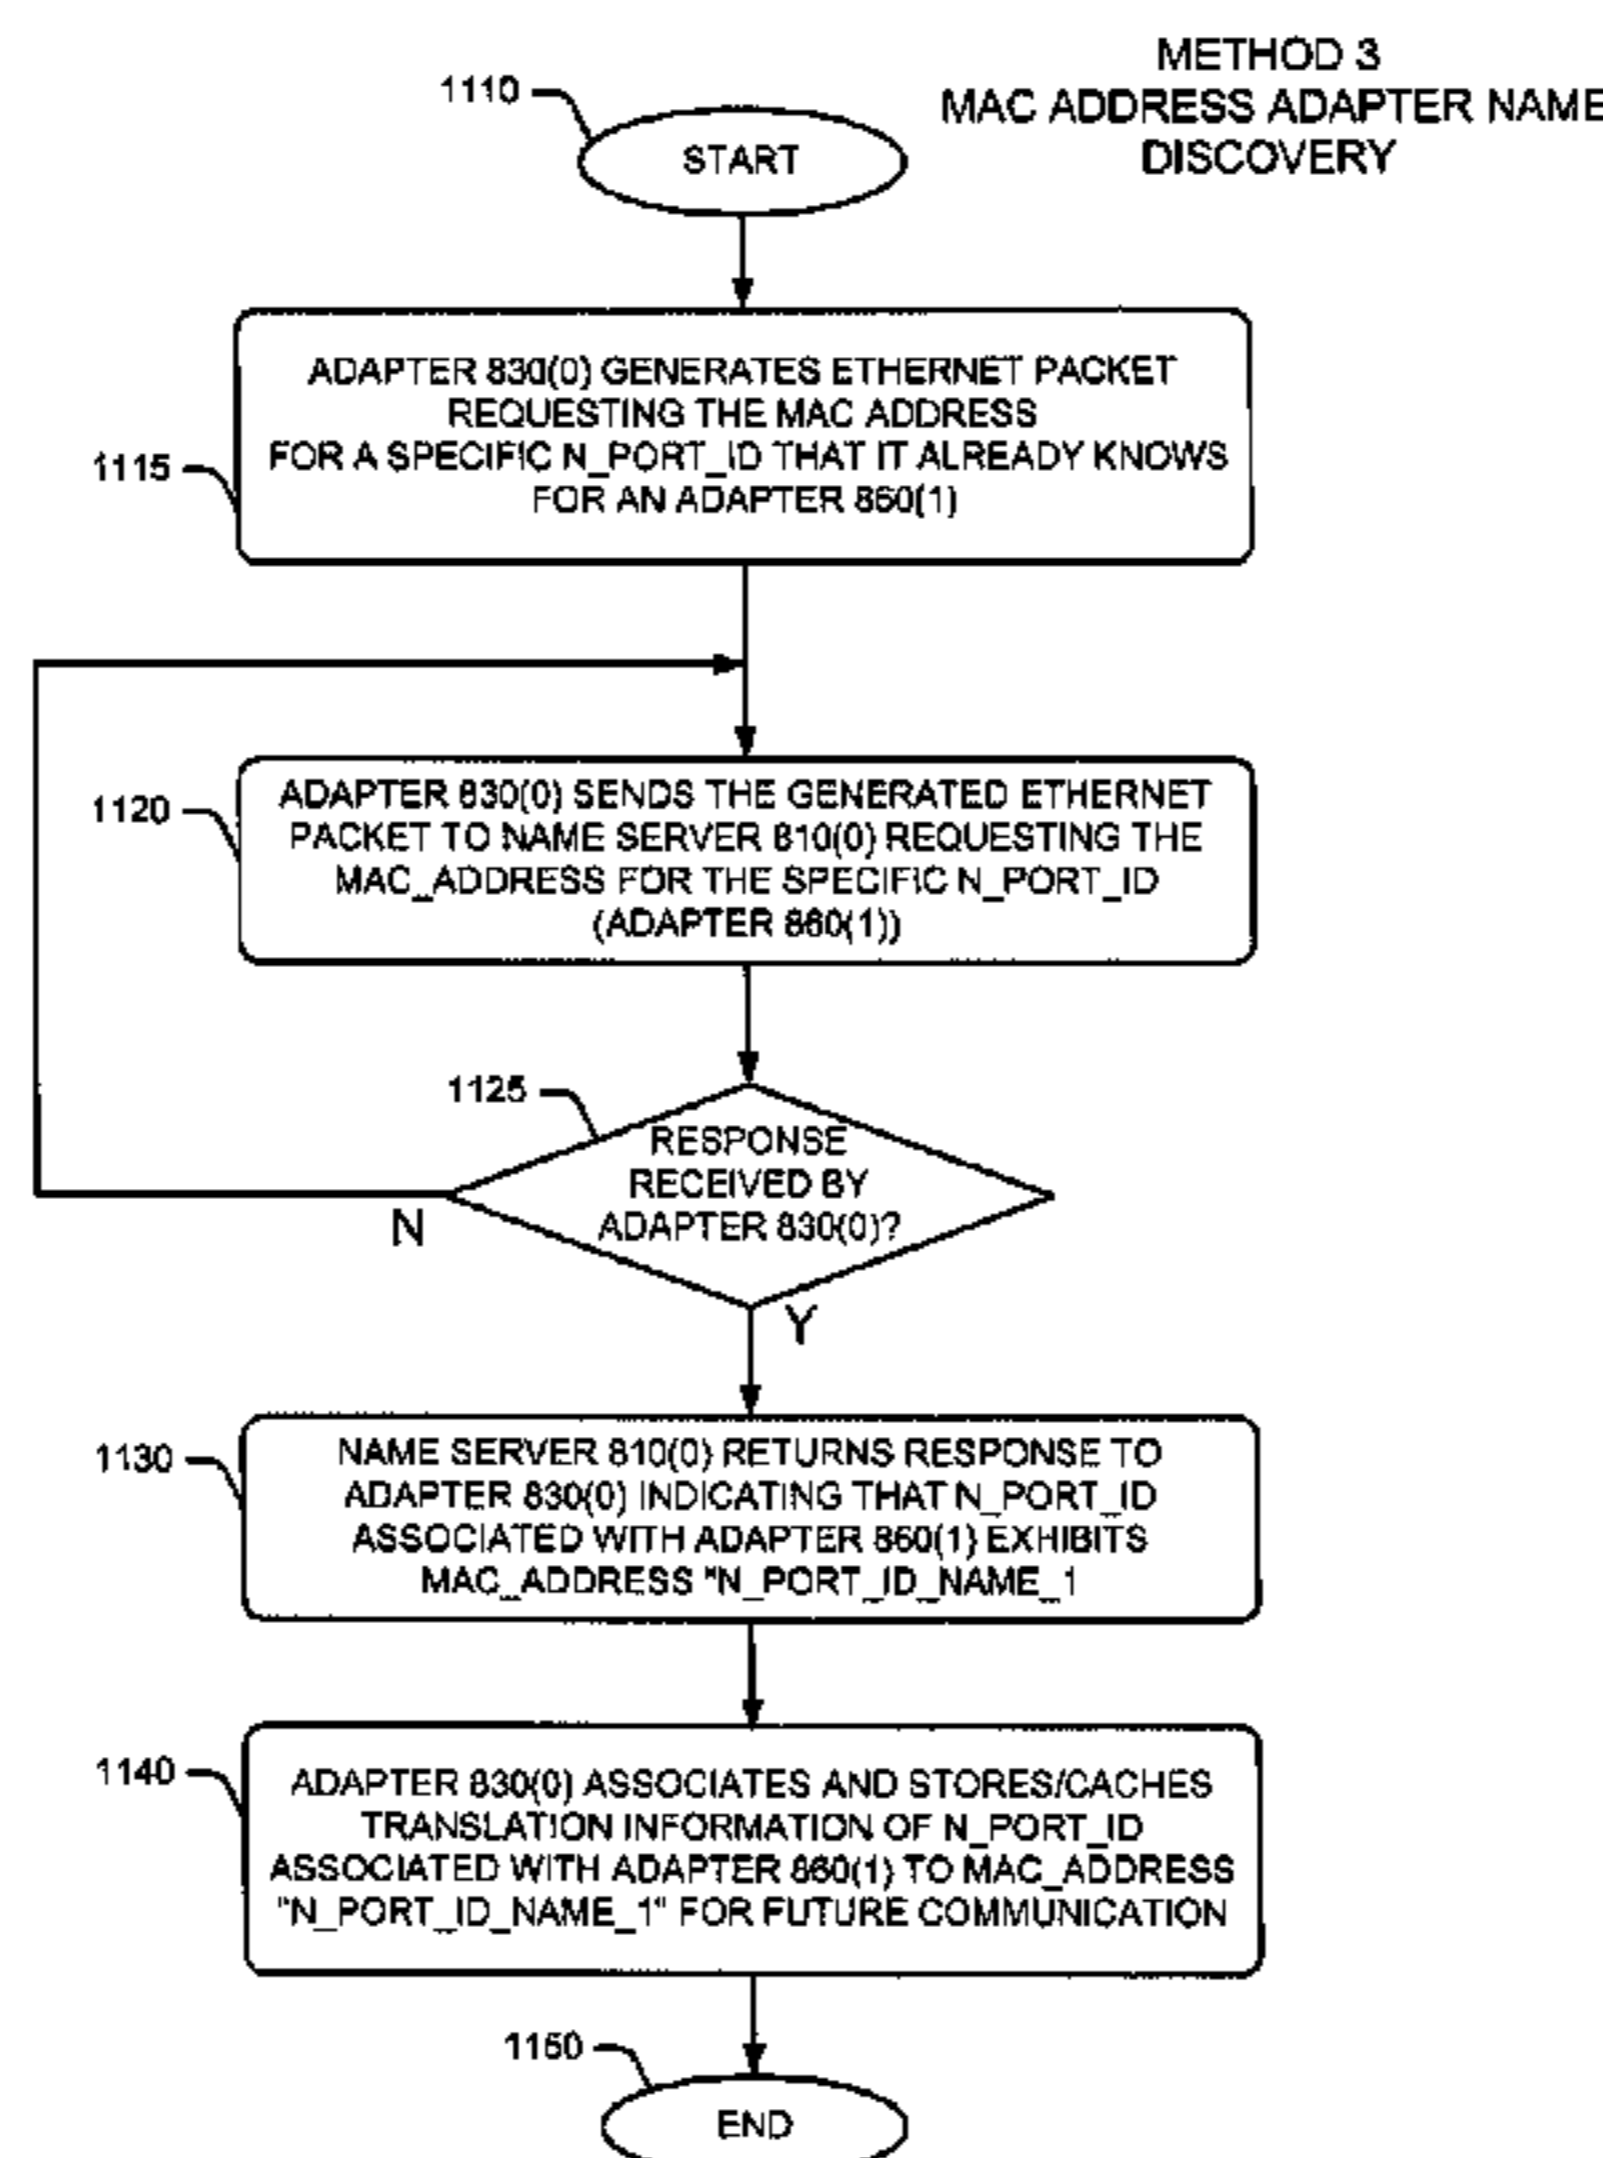 METHOD 3
MAC ADDRESS ADAPTER NAME
DISCOVERY
1110
START
1115
ADAPTER 830(0) GENERATES ETHERNET PACKET
REQUESTING THE MAC ADDRESS
FOR A SPECIFIC N_PORT_ID THAT IT ALREADY KNOWS
FOR AN ADAPTER 860(1)
1120
ADAPTER 830(0) SENDS THE GENERATED ETHERNET
PACKET TO NAME SERVER 810(0) REQUESTING THE
MAC_ADDRESS FOR THE SPECIFIC N_PORT_ID
(ADAPTER 860(1))
1125
RESPONSE
RECEIVED BY
ADAPTER 830(0)?
N
Y
1130
NAME SERVER 810(0) RETURNS RESPONSE TO
ADAPTER 830(0) INDICATING THAT N_PORT_ID
ASSOCIATED WITH ADAPTER 860(1) EXHIBITS
MAC_ADDRESS "N_PORT_ID_NAME_1
1140
ADAPTER 830(0) ASSOCIATES AND STORES/CACHES
TRANSLATION INFORMATION OF N_PORT_ID
ASSOCIATED WITH ADAPTER 860(1) TO MAC_ADDRESS
"N_PORT_ID_NAME_1" FOR FUTURE COMMUNICATION
1150
END